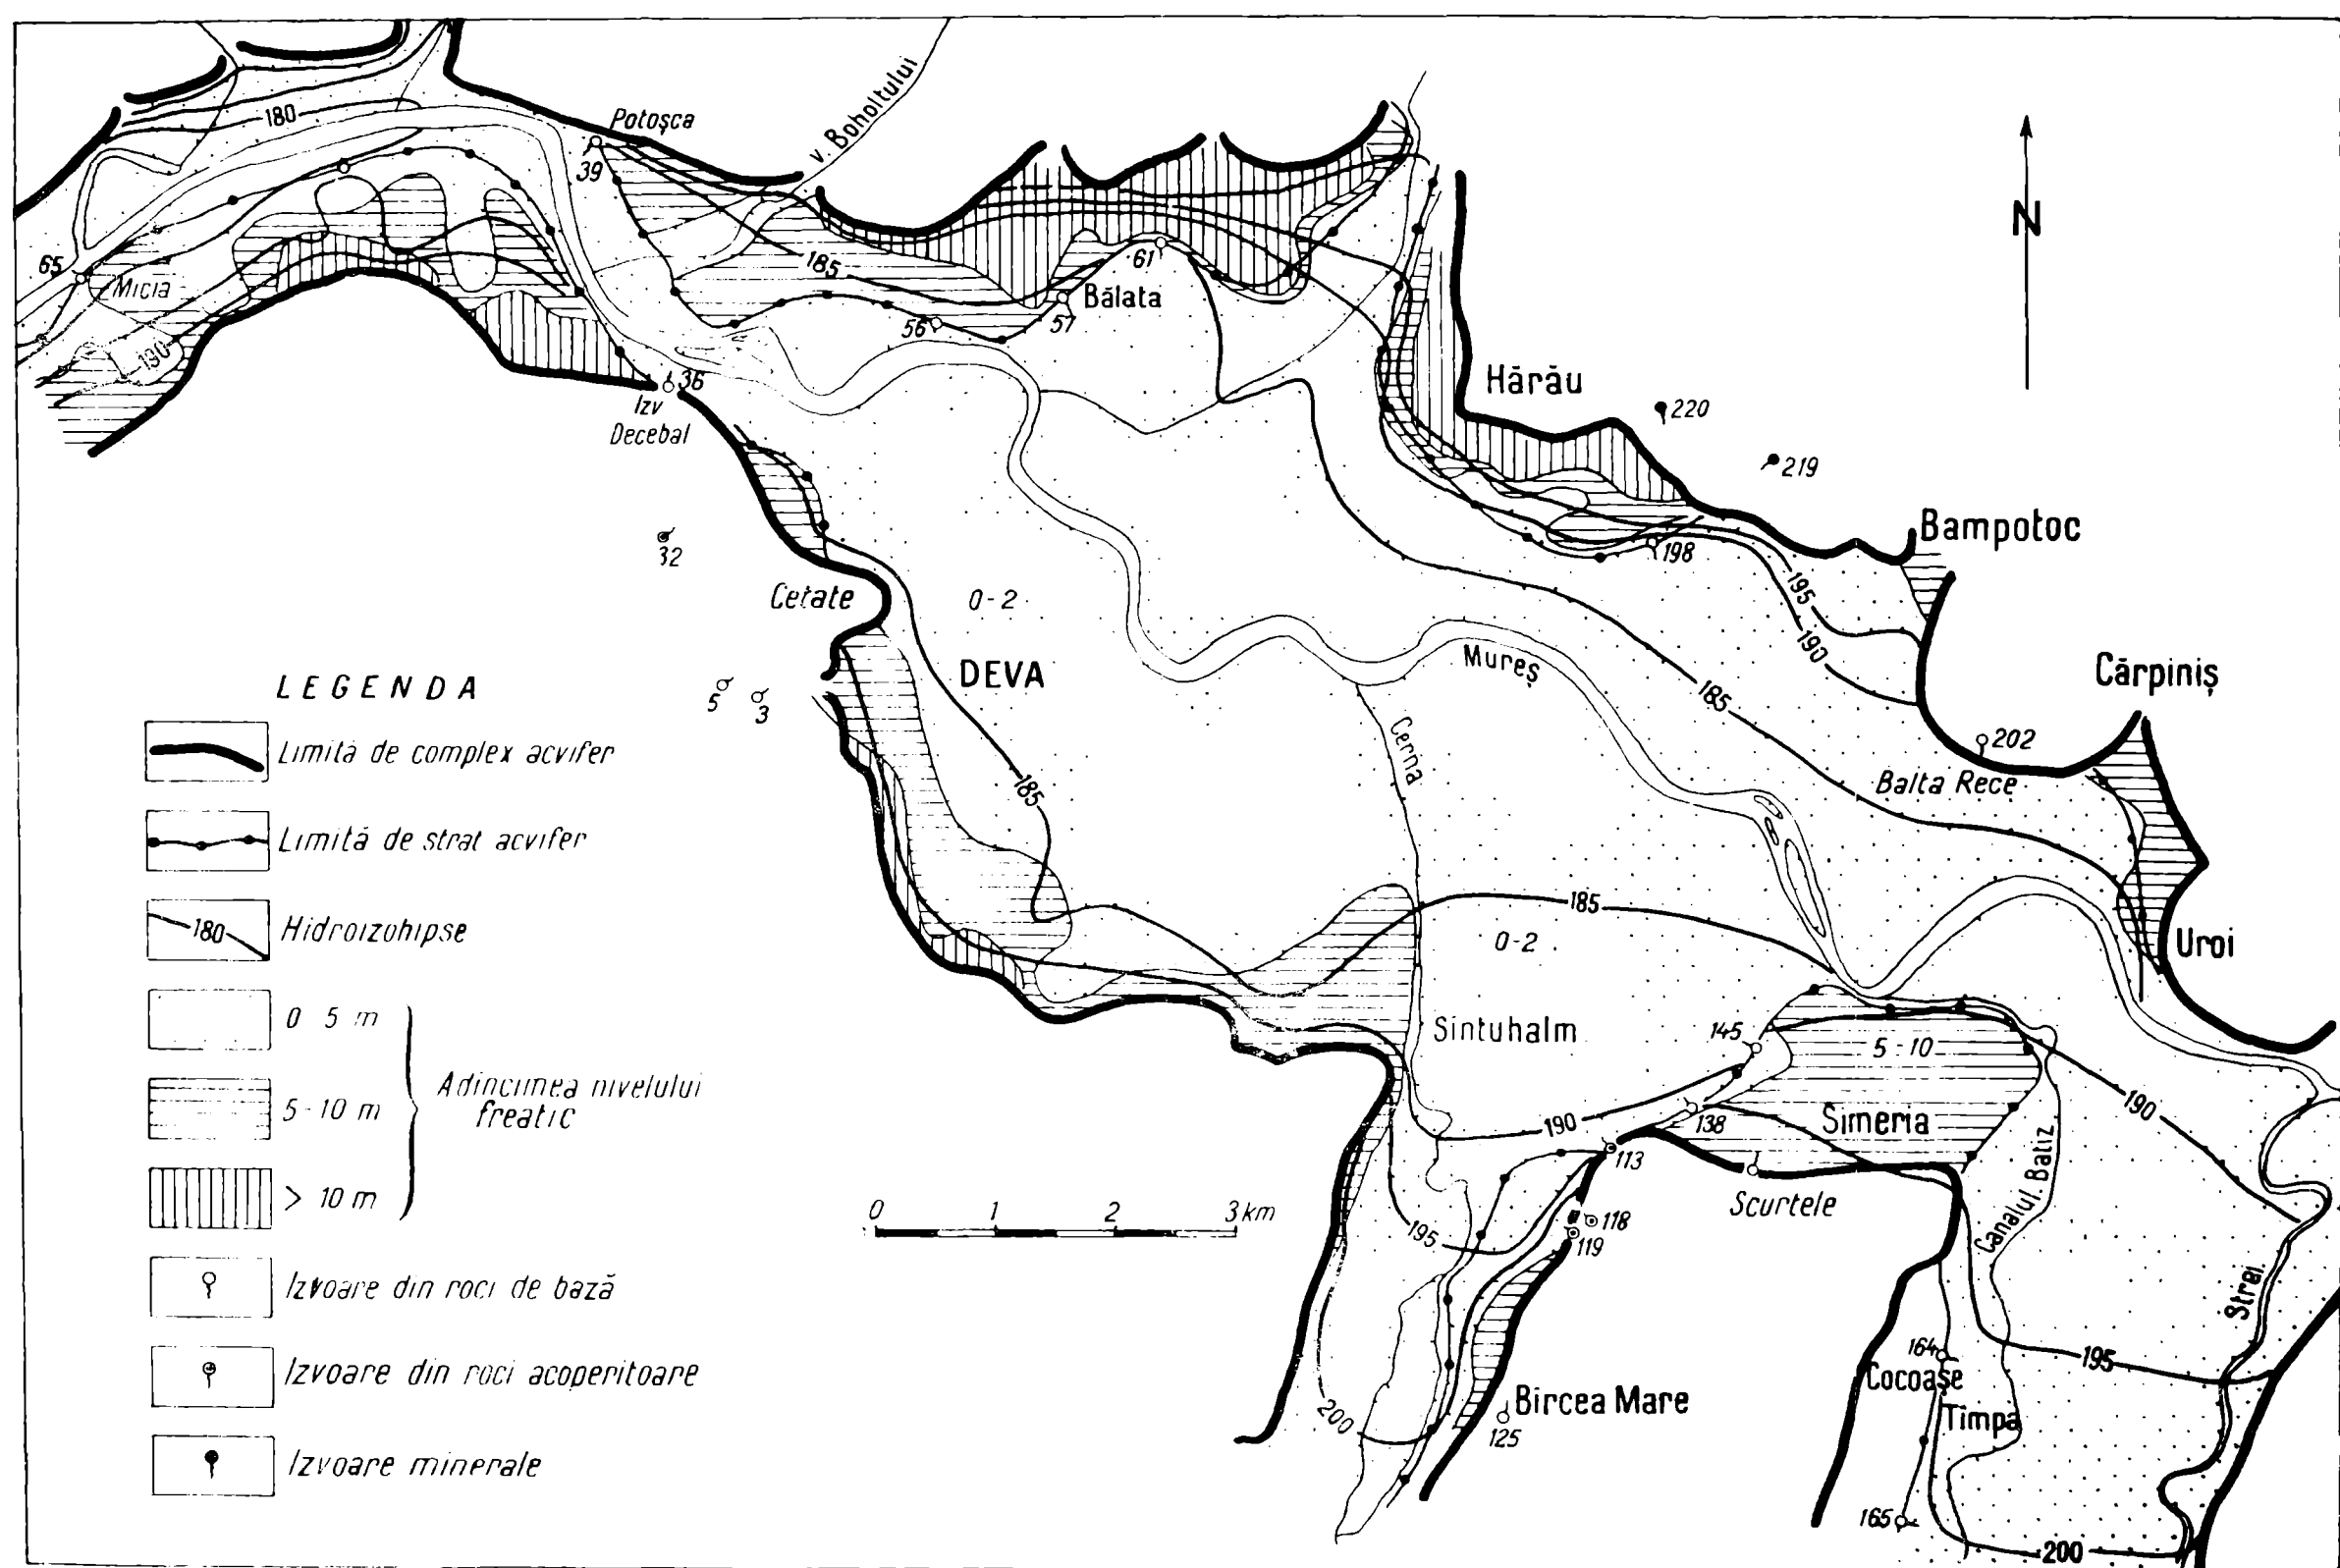 180
Potoșca
39
v. Boholtului
N
65
Micia
190
185
61
Bălata
57
56
36
Izv
Decebal
Hărău
220
219
198
Bampotoc
32
Cetate
0-2
DEVA
Mureș
195
190
185
Cărpiniș
5
3
202
Balta Rece
Cerna
185
185
0-2
Uroi
Sintuhalm
145
5-10
Simeria
138
190
190
113
Scurtele
Canalul Batiz
118
119
195
Strei
164
Cocoașe
195
Timpa
200
Bircea Mare
125
165
200
LEGENDA
Limită de complex acvifer
Limită de strat acvifer
180
Hidroizohipse
0 5 m
5-10 m
> 10 m
Adincimea nivelului
freatic
Izvoare din roci de bază
Izvoare din roci acoperitoare
Izvoare minerale
0 1 2 3 km